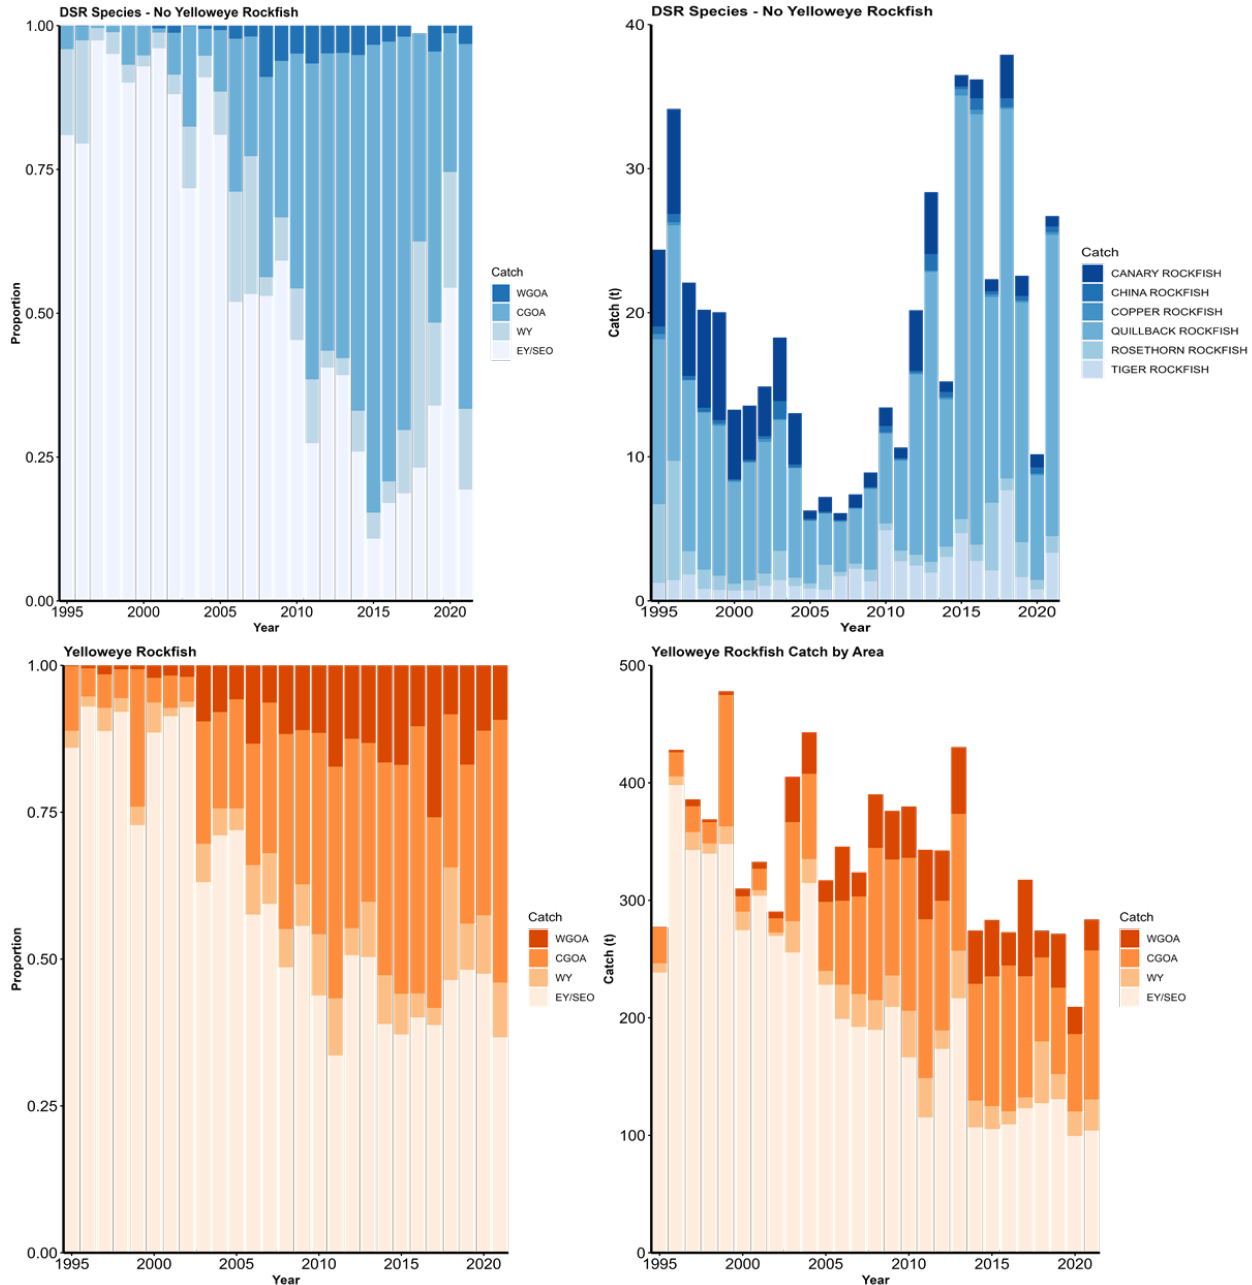 DSR Species - No Yelloweye Rockfish
1.00
0.75
0.50
0.25
0.00
Proportion
1995 2000 2005 2010 2015 2020
Year
Catch
WGOA
CGOA
WY
EY/SEO
DSR Species - No Yelloweye Rockfish
40
30
20
10
0
Catch (t)
1995 2000 2005 2010 2015 2020
Year
Catch
CANARY ROCKFISH
CHINA ROCKFISH
COPPER ROCKFISH
QUILLBACK ROCKFISH
ROSETHORN ROCKFISH
TIGER ROCKFISH
Yelloweye Rockfish
1.00
0.75
0.50
0.25
0.00
Proportion
1995 2000 2005 2010 2015 2020
Year
Catch
WGOA
CGOA
WY
EY/SEO
Yelloweye Rockfish Catch by Area
500
400
300
200
100
0
Catch (t)
1995 2000 2005 2010 2015 2020
Year
Catch
WGOA
CGOA
WY
EY/SEO